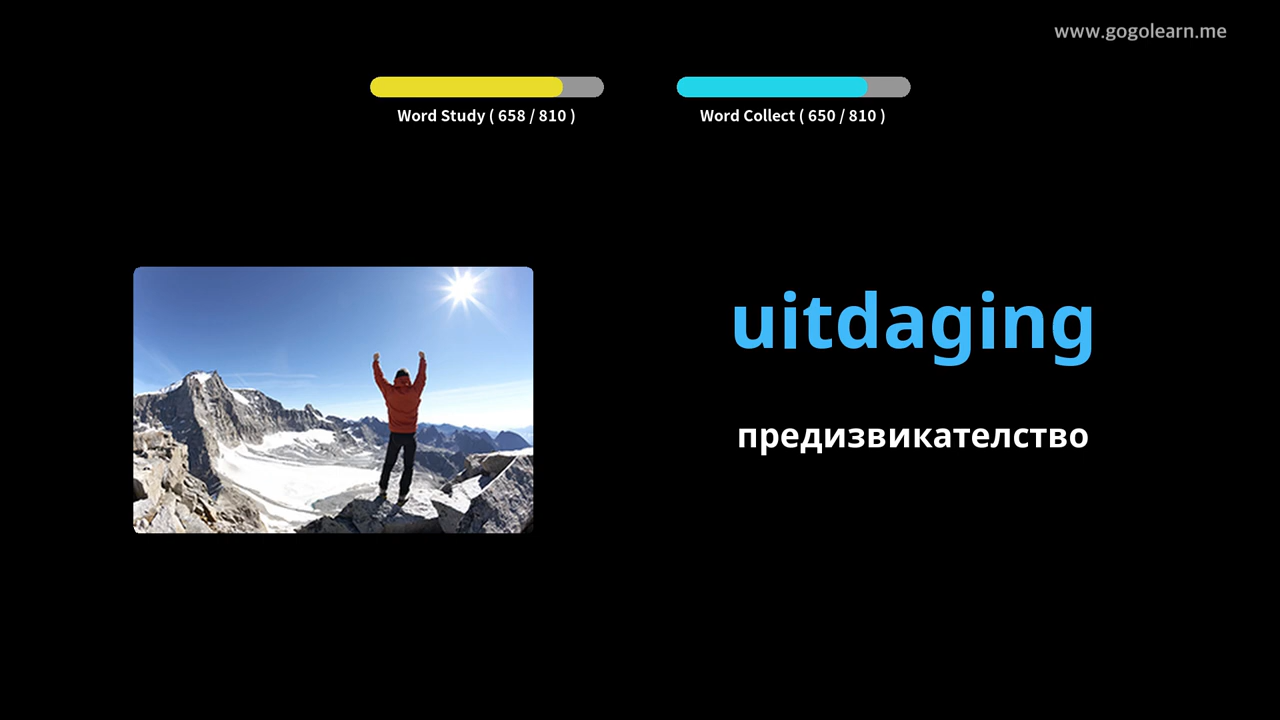 www.gogolearn.me
Word Study ( 658 / 810 )
Word Collect ( 650 / 810 )
uitdaging
предизвикателство